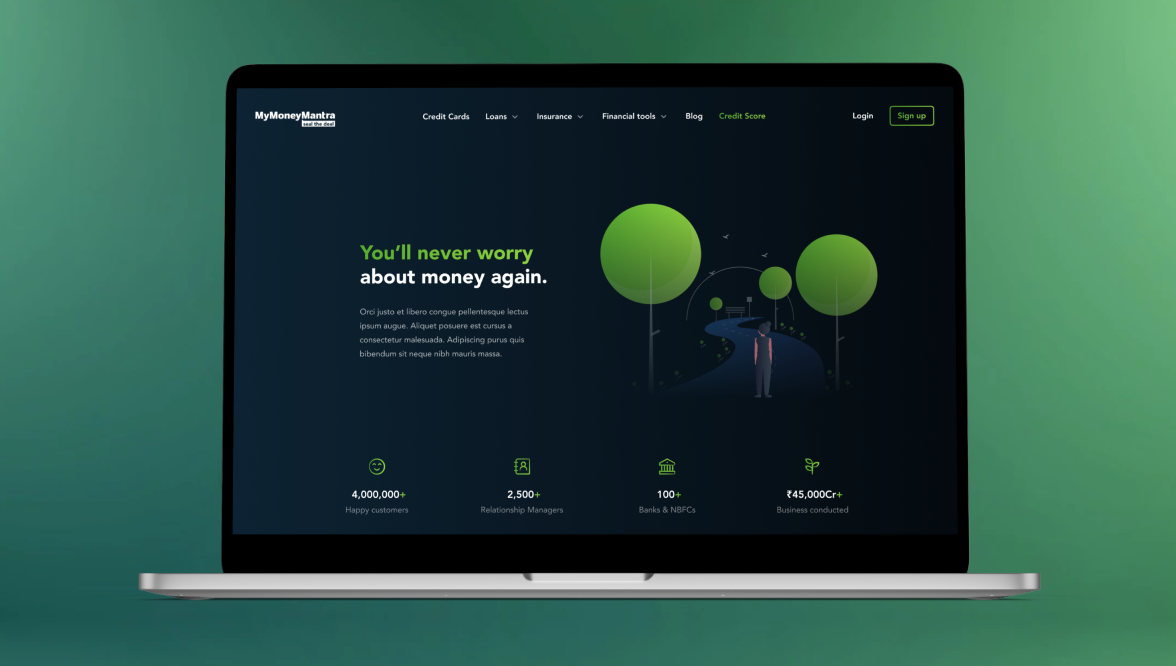 MyMoneyMantra
seal the deal
Credit Cards Loans Insurance Financial tools Blog Credit Score
Login Sign up
You'll never worry
about money again.
Orci justo et libero congue pellentesque lectus
ipsum augue. Aliquet posuere est cursus a
consectetur malesuada. Adipiscing purus quis
bibendum sit neque nibh mauris massa.
4,000,000+
Happy customers
2,500+
Relationship Managers
100+
Banks & NBFCs
₹45,000Cr+
Business conducted